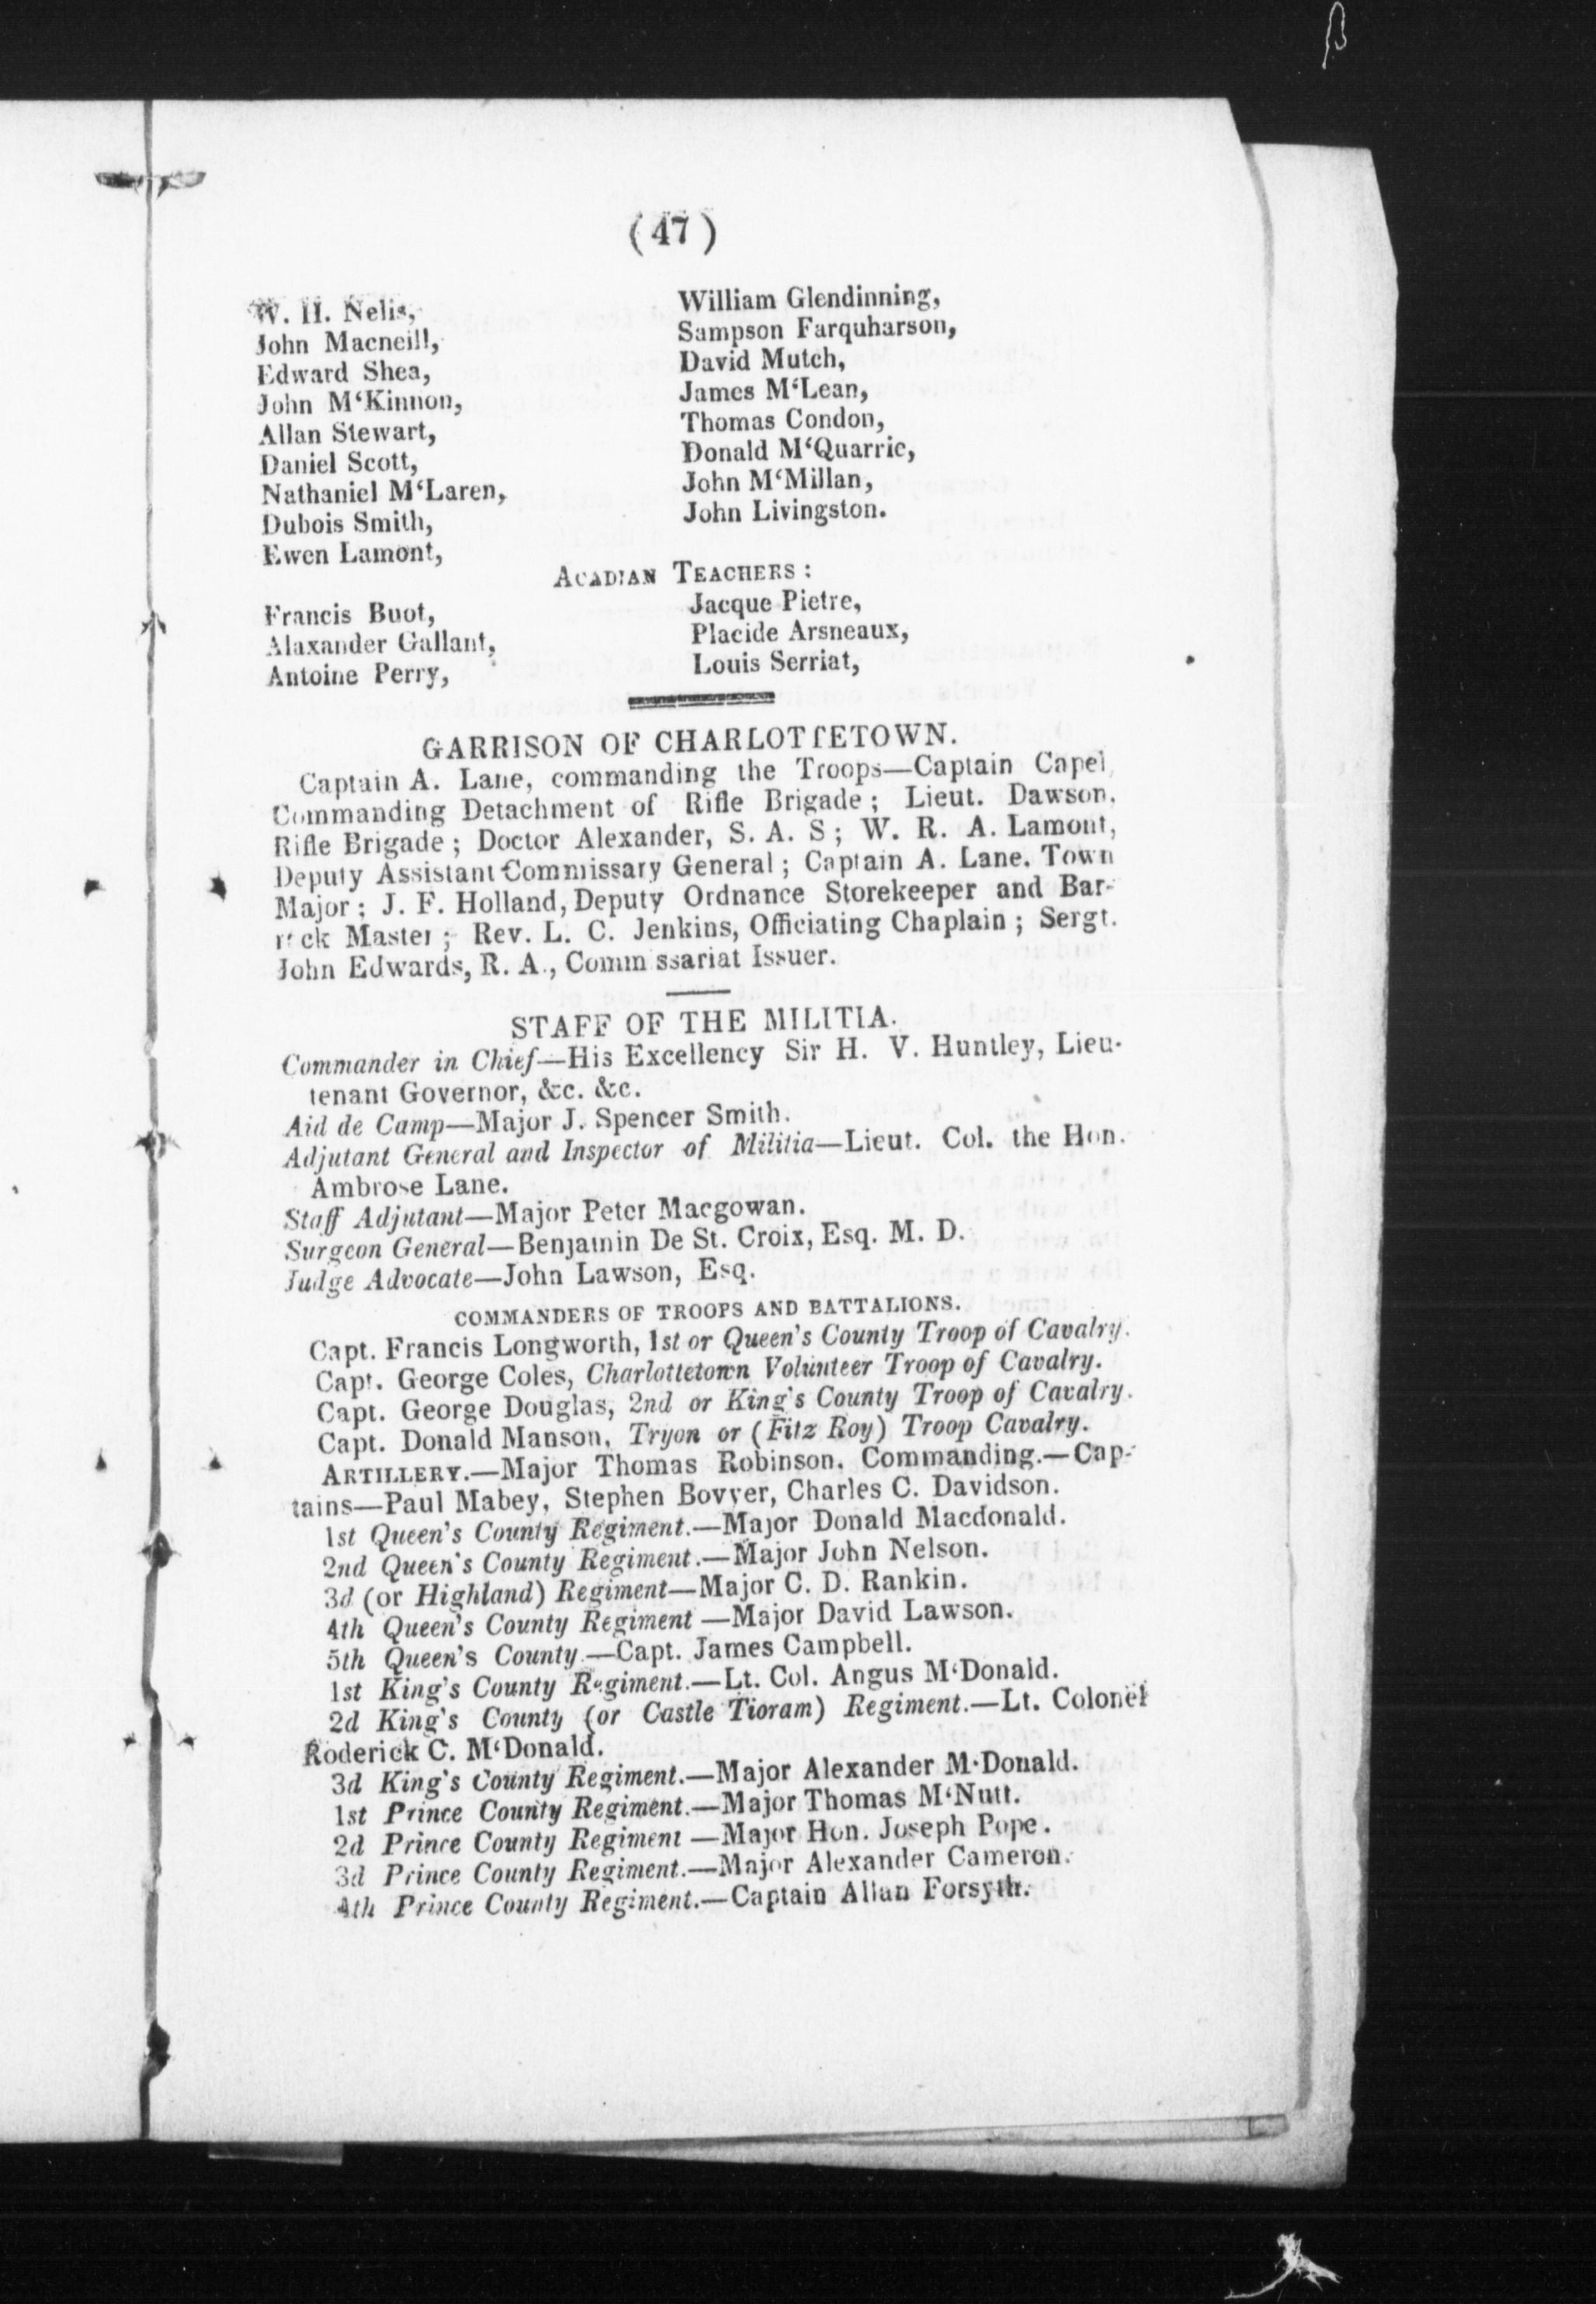 ( 47 )
W. H. Nelis,
John Macneill,
Edward Shea,
John M‘Kinnon,
Allan Stewart,
Daniel Scott,
Nathaniel M‘Laren,
Dubois Smith,
Ewen Lamont,
William Glendinning,
Sampson Farquharson,
David Mutch,
James M‘Lean,
Thomas Condon,
Donald M‘Quarrie,
John M‘Millan,
John Livingston.
ACADIAN TEACHERS :
Francis Buot,
Alaxander Gallant,
Antoine Perry,
Jacque Pietre,
Placide Arsneaux,
Louis Serriat,
GARRISON OF CHARLOTTETOWN.
Captain A. Lane, commanding the Troops—Captain Capel,
Commanding Detachment of Rifle Brigade ; Lieut. Dawson,
Rifle Brigade ; Doctor Alexander, S. A. S ; W. R. A. Lamont,
Deputy Assistant Commissary General ; Captain A. Lane. Town
Major ; J. F. Holland, Deputy Ordnance Storekeeper and Bar-
rack Master ; Rev. L. C. Jenkins, Officiating Chaplain ; Sergt.
John Edwards, R. A., Commissariat Issuer.
STAFF OF THE MILITIA.
Commander in Chief—His Excellency Sir H. V. Huntley, Lieu-
tenant Governor, &c. &c.
Aid de Camp—Major J. Spencer Smith.
Adjutant General and Inspector of Militia—Lieut. Col. the Hon.
Ambrose Lane.
Staff Adjutant—Major Peter Macgowan.
Surgeon General—Benjamin De St. Croix, Esq. M. D.
Judge Advocate—John Lawson, Esq.
COMMANDERS OF TROOPS AND BATTALIONS.
Capt. Francis Longworth, 1st or Queen's County Troop of Cavalry.
Capt. George Coles, Charlottetown Volunteer Troop of Cavalry.
Capt. George Douglas, 2nd or King's County Troop of Cavalry.
Capt. Donald Manson, Tryon or (Fitz Roy) Troop Cavalry.
ARTILLERY.—Major Thomas Robinson. Commanding.—Cap-
tains—Paul Mabey, Stephen Bovyer, Charles C. Davidson.
1st Queen's County Regiment.—Major Donald Macdonald.
2nd Queen's County Regiment.—Major John Nelson.
3d (or Highland) Regiment—Major C. D. Rankin.
4th Queen's County Regiment —Major David Lawson.
5th Queen's County.—Capt. James Campbell.
1st King's County Regiment.—Lt. Col. Angus M‘Donald.
2d King's County (or Castle Tioram) Regiment.—Lt. Colonel
Roderick C. M‘Donald.
3d King's County Regiment.—Major Alexander M‘Donald.
1st Prince County Regiment.—Major Thomas M‘Nutt.
2d Prince County Regiment —Major Hon. Joseph Pope.
3d Prince County Regiment.—Major Alexander Cameron.
4th Prince County Regiment.—Captain Allan Forsyth.